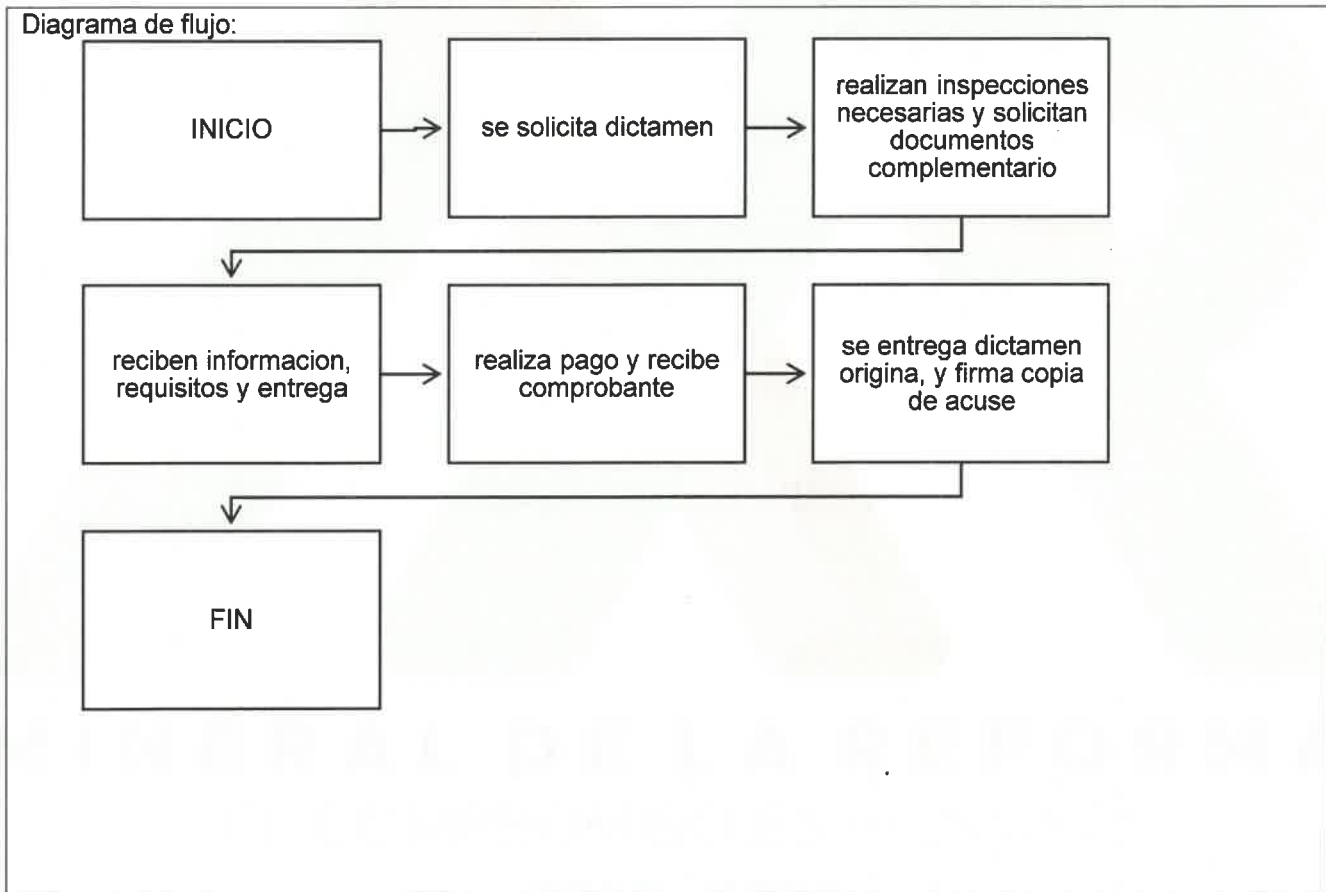 Diagrama de flujo:
INICIO
se solicita dictamen
realizan inspecciones
necesarias y solicitan
documentos
complementario
reciben informacion,
requisitos y entrega
realiza pago y recibe
comprobante
se entrega dictamen
origina, y firma copia
de acuse
FIN
MINERAL DE LA REFORMA